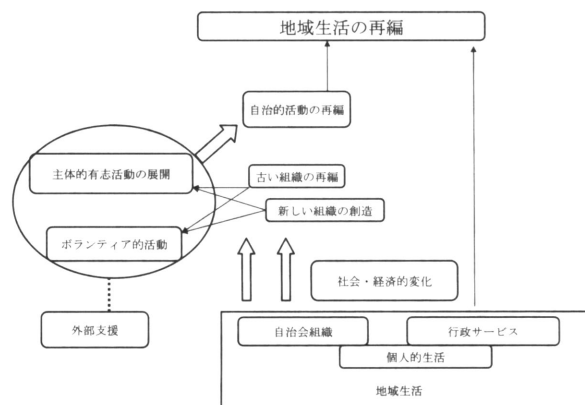 地域生活の再編
自治的活動の再編
主体的有志活動の展開
古い組織の再編
新しい組織の創造
ボランティア的活動
社会・経済的変化
外部支援
自治会組織
行政サービス
個人的生活
地域生活